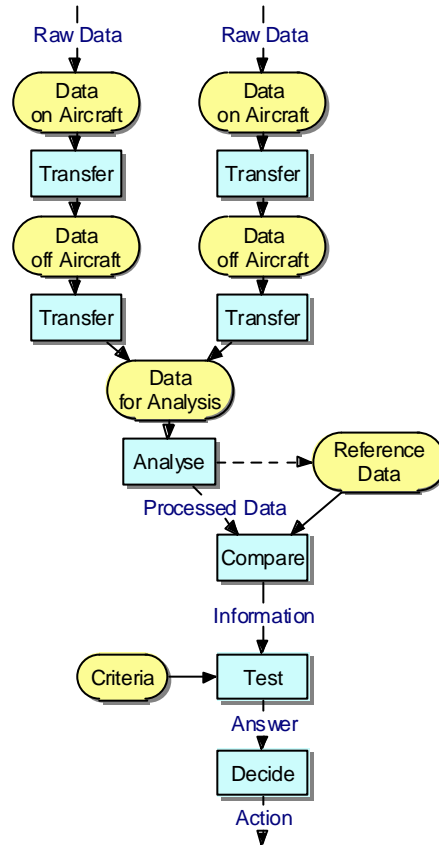 Raw Data
Raw Data
Data
on Aircraft
Data
on Aircraft
Transfer
Transfer
Data
off Aircraft
Data
off Aircraft
Transfer
Transfer
Data
for Analysis
Analyse
Reference
Data
Processed Data
Compare
Information
Criteria
Test
Answer
Decide
Action